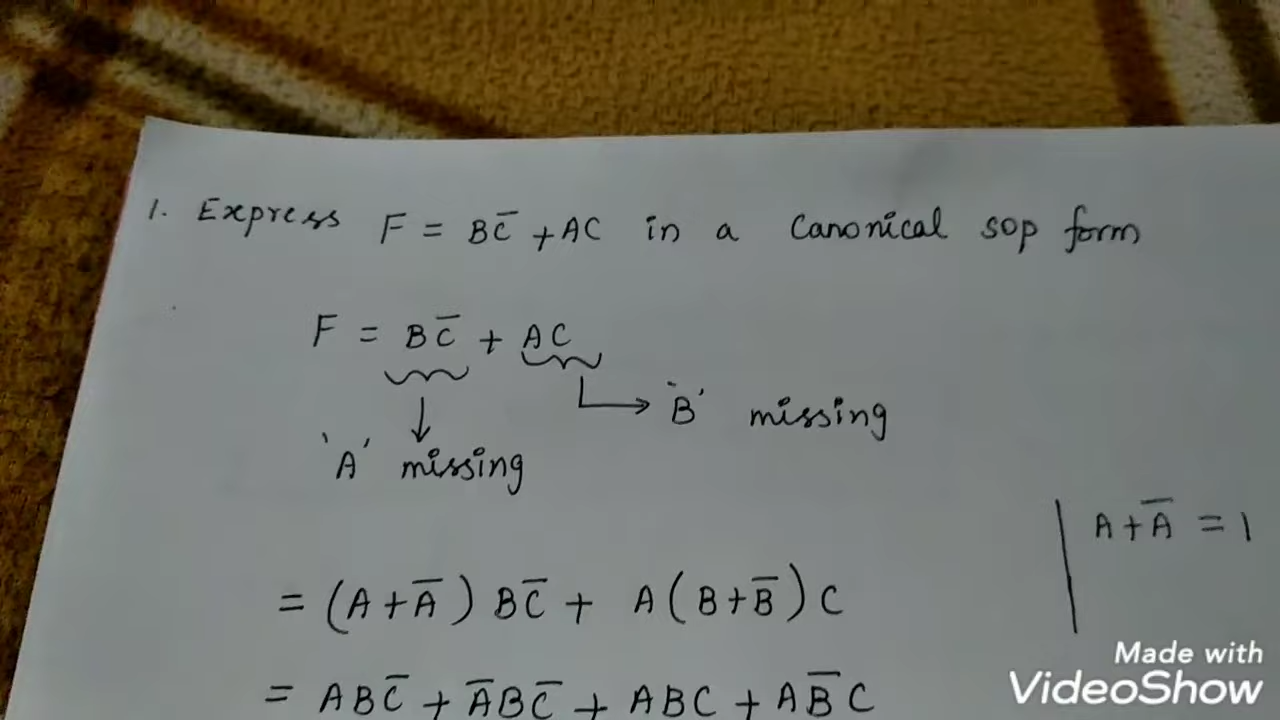 1. Express F = BC̅ + AC in a Canonical sop form
F = BC̅ + AC
'B' missing
'A' missing
A + A̅ = 1
= (A + A̅) BC̅ + A(B + B̅) C
= ABC̅ + A̅BC̅ + ABC + AB̅C
Made with
VideoShow